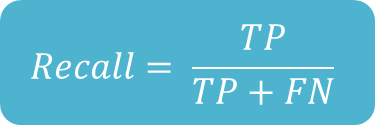 Recall = TP / TP + FN